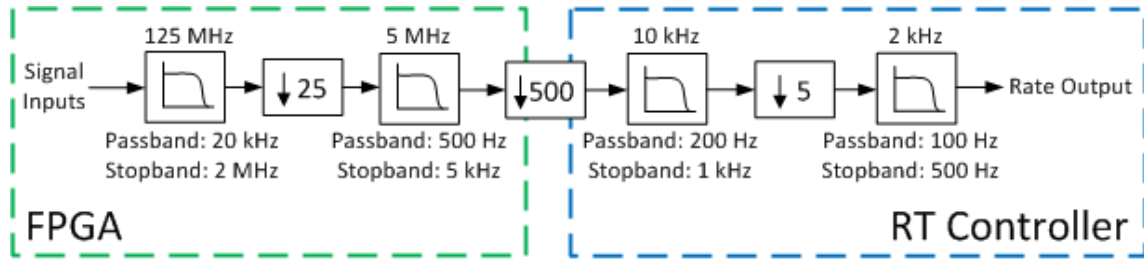 125 MHz
5 MHz
10 kHz
2 kHz
Signal
Inputs
↓ 25
↓500
↓ 5
Rate Output
Passband: 20 kHz
Stopband: 2 MHz
Passband: 500 Hz
Stopband: 5 kHz
Passband: 200 Hz
Stopband: 1 kHz
Passband: 100 Hz
Stopband: 500 Hz
FPGA
RT Controller